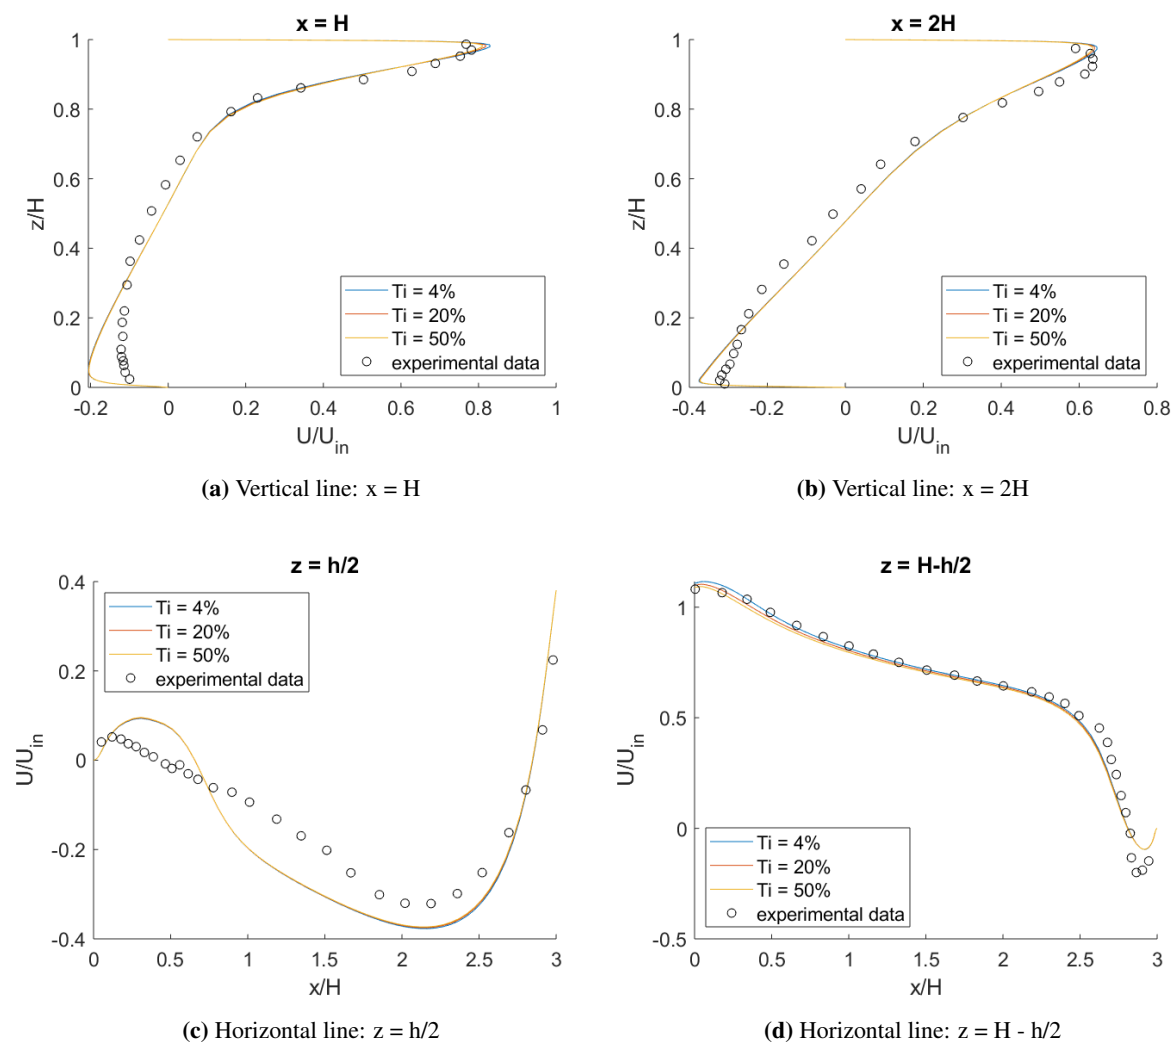 x = H
1
0.8
0.6
0.4
0.2
0
z/H
-0.2
0
0.2
0.4
0.6
0.8
1
U/U_in
Ti = 4%
Ti = 20%
Ti = 50%
experimental data
(a) Vertical line: x = H
x = 2H
1
0.8
0.6
0.4
0.2
0
z/H
-0.4
-0.2
0
0.2
0.4
0.6
0.8
U/U_in
Ti = 4%
Ti = 20%
Ti = 50%
experimental data
(b) Vertical line: x = 2H
z = h/2
0.4
0.2
0
-0.2
-0.4
U/U_in
0
0.5
1
1.5
2
2.5
3
x/H
Ti = 4%
Ti = 20%
Ti = 50%
experimental data
(c) Horizontal line: z = h/2
z = H-h/2
1
0.5
0
-0.5
U/U_in
0
0.5
1
1.5
2
2.5
3
x/H
Ti = 4%
Ti = 20%
Ti = 50%
experimental data
(d) Horizontal line: z = H - h/2